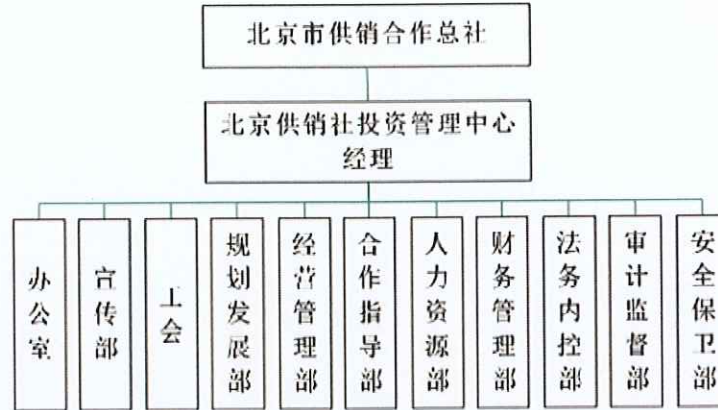 北京市供销合作总社
北京供销社投资管理中心
经理
办公室
宣传部
工会
规划发展部
经营管理部
合作指导部
人力资源部
财务管理部
法务内控部
审计监督部
安全保卫部